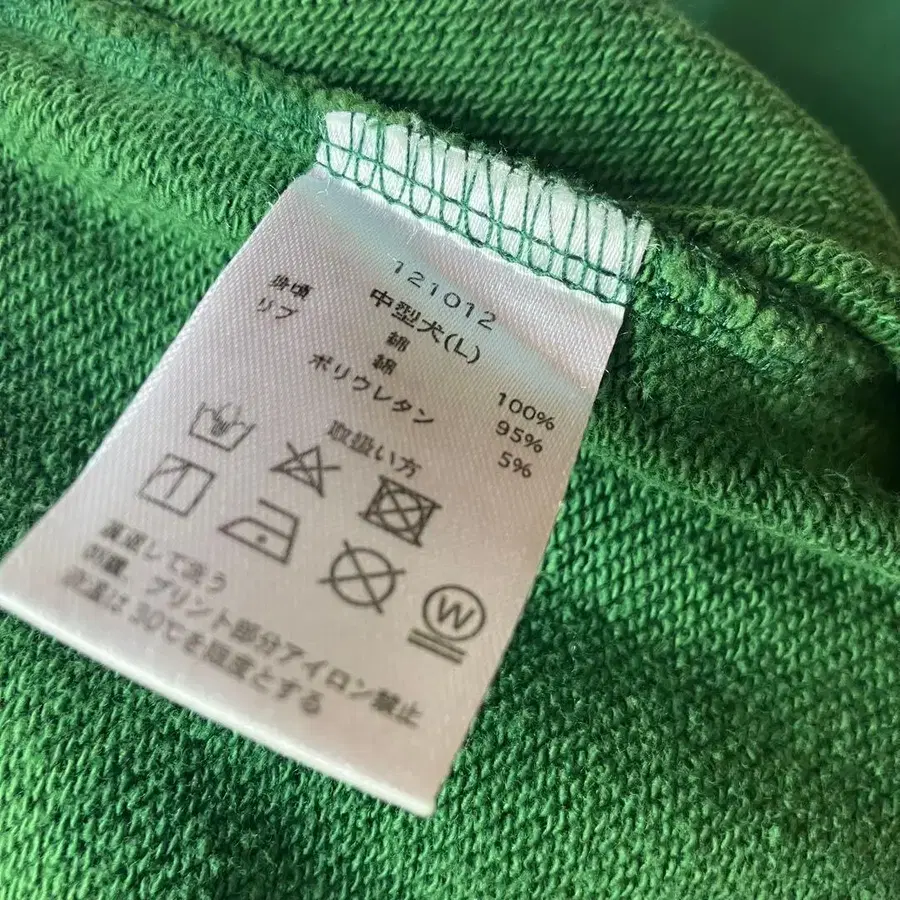 121012
中型犬(L)
身頃 綿 100%
リブ 綿 95%
ポリウレタン 5%
取扱い方
W
裏返して洗う
刺繍、プリント部分アイロン禁止
液温は30℃を限度とする